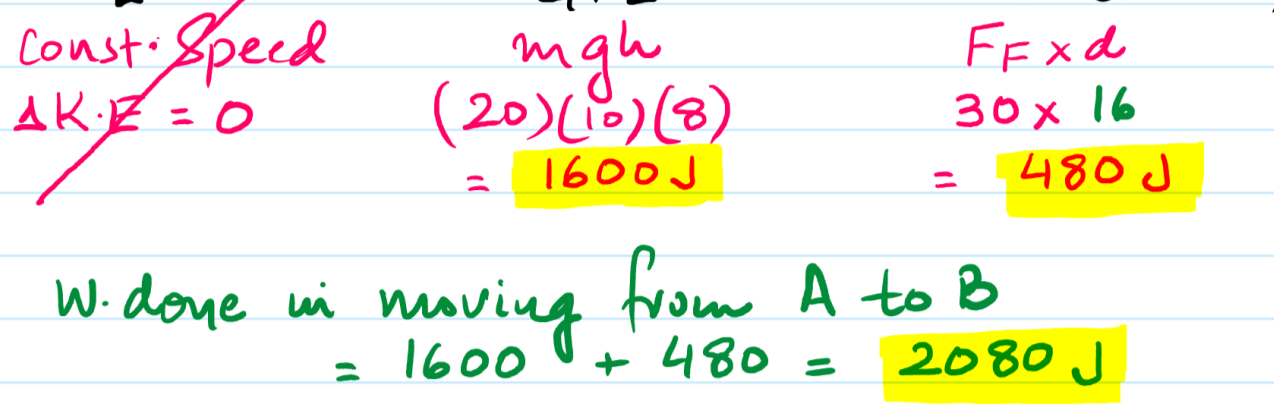 Const. Speed mgh FF x d
ΔK.E = 0 (20)(10)(8) 30 x 16
= 1600 J = 480 J
W. done in moving from A to B
= 1600 + 480 = 2080 J